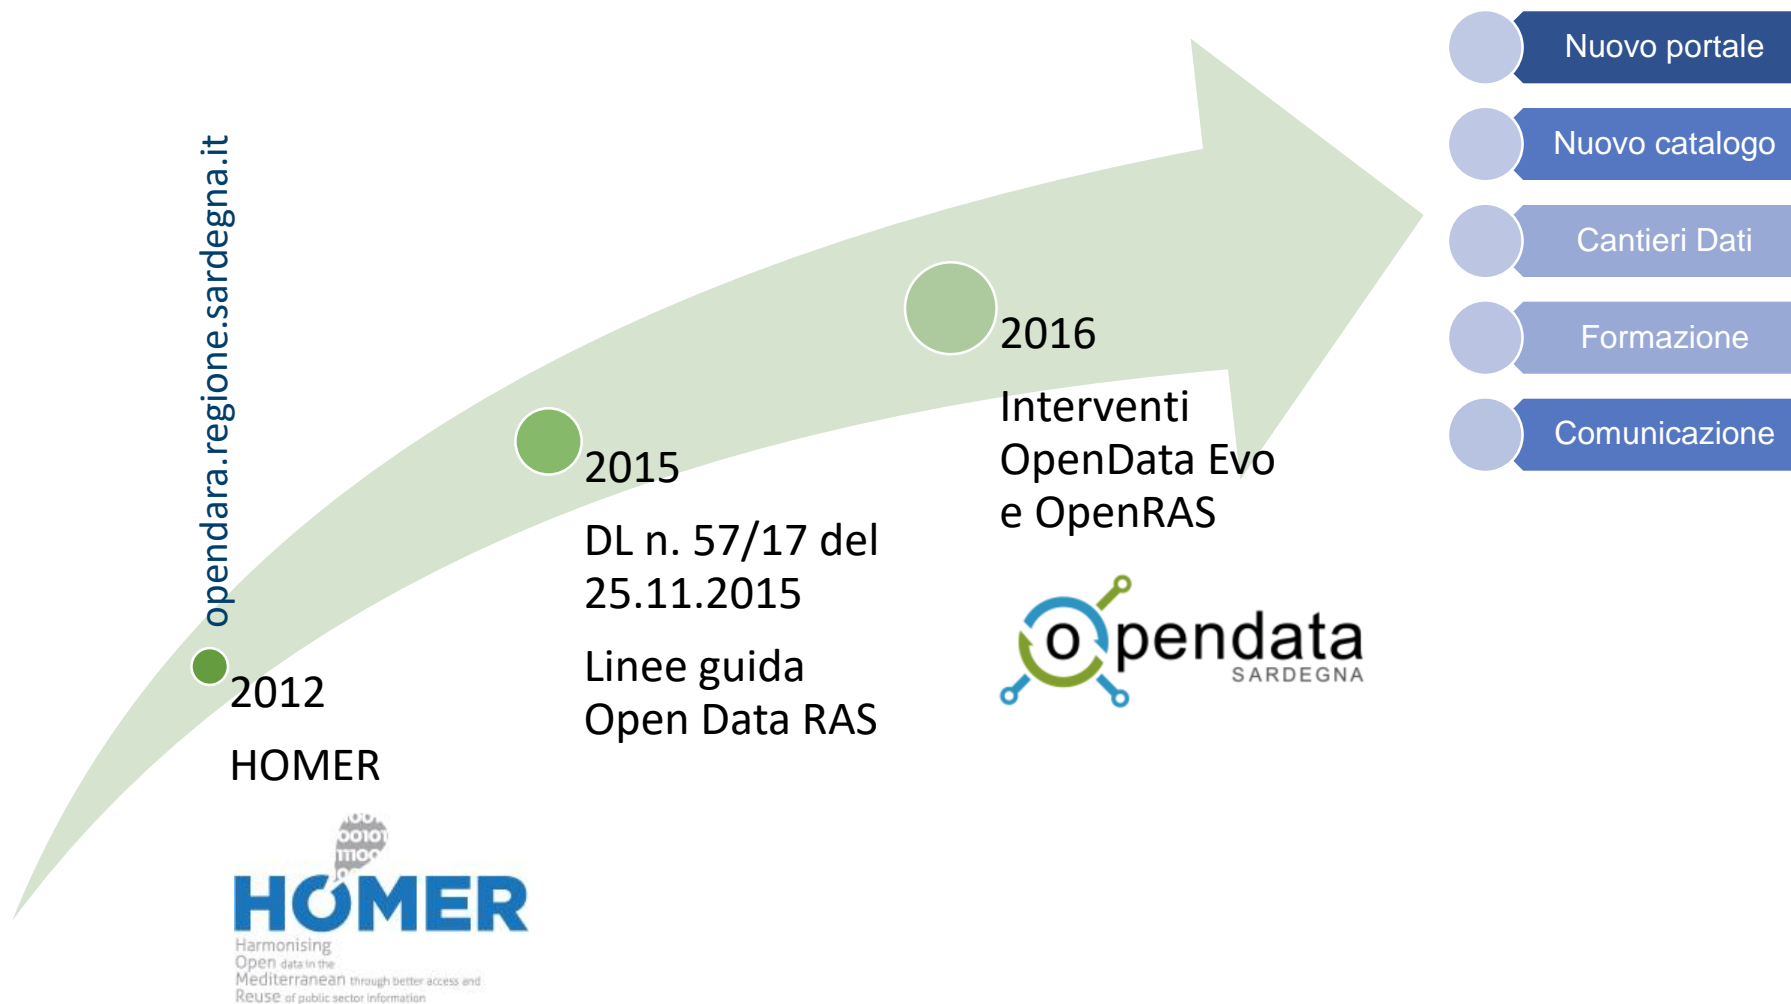 opendara.regione.sardegna.it
2012
HOMER
HOMER
Harmonising
Open data in the
Mediterranean through better access and
Reuse of public sector information
2015
DL n. 57/17 del
25.11.2015
Linee guida
Open Data RAS
2016
Interventi
OpenData Evo
e OpenRAS
opendata
SARDEGNA
Nuovo portale
Nuovo catalogo
Cantieri Dati
Formazione
Comunicazione